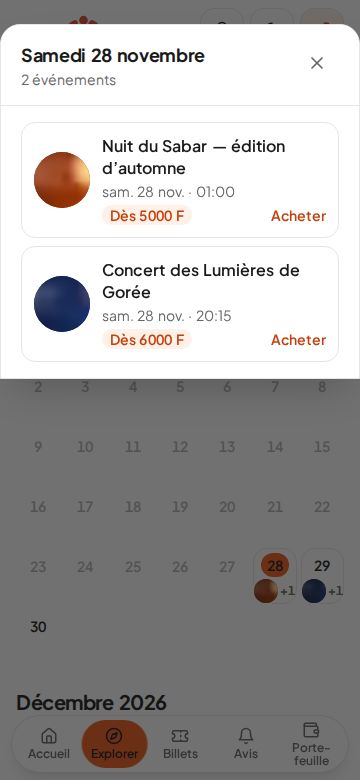 Samedi 28 novembre
2 événements
Nuit du Sabar — édition
d’automne
sam. 28 nov. · 01:00
Dès 5000 F Acheter
Concert des Lumières de
Gorée
sam. 28 nov. · 20:15
Dès 6000 F Acheter
2 3 4 5 6 7 8
9 10 11 12 13 14 15
16 17 18 19 20 21 22
23 24 25 26 27 28 29
+1 +1
30
Décembre 2026
Accueil Explorer Billets Avis Porte-
feuille